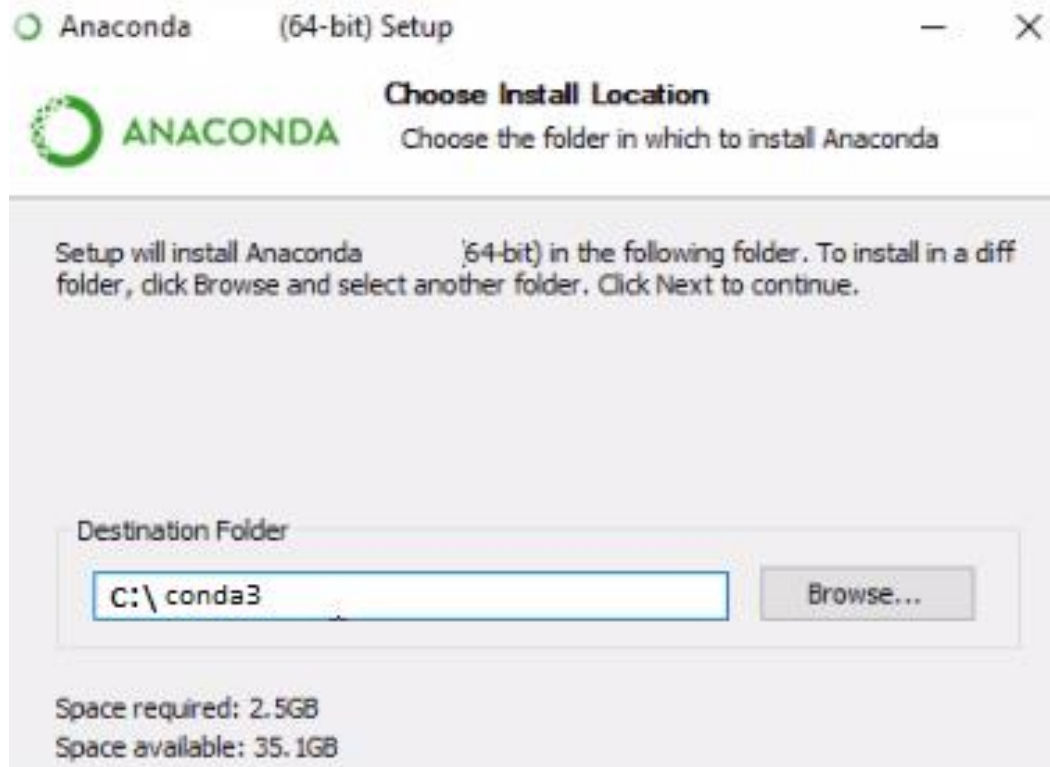 Anaconda (64-bit) Setup
ANACONDA
Choose Install Location
Choose the folder in which to install Anaconda
Setup will install Anaconda 64-bit) in the following folder. To install in a diff
folder, click Browse and select another folder. Click Next to continue.
Destination Folder
C:\ conda3
Browse...
Space required: 2.5GB
Space available: 35.1GB